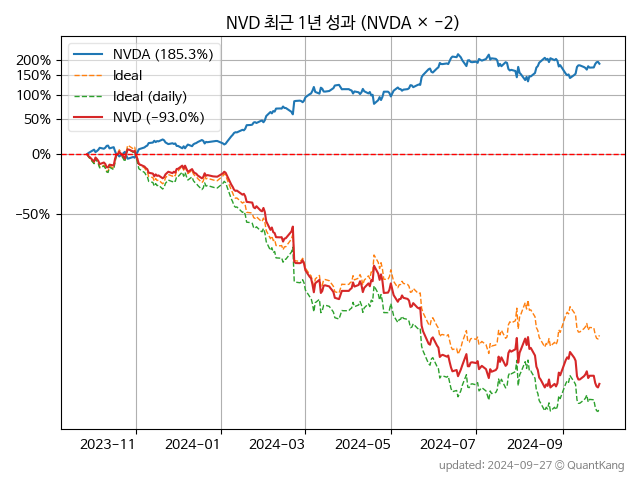 NVD 최근 1년 성과 (NVDA × −2)
NVDA (185.3%)
Ideal
Ideal (daily)
NVD (−93.0%)
200%
150%
100%
50%
0%
−50%
2023-11
2024-01
2024-03
2024-05
2024-07
2024-09
updated: 2024-09-27 © QuantKang